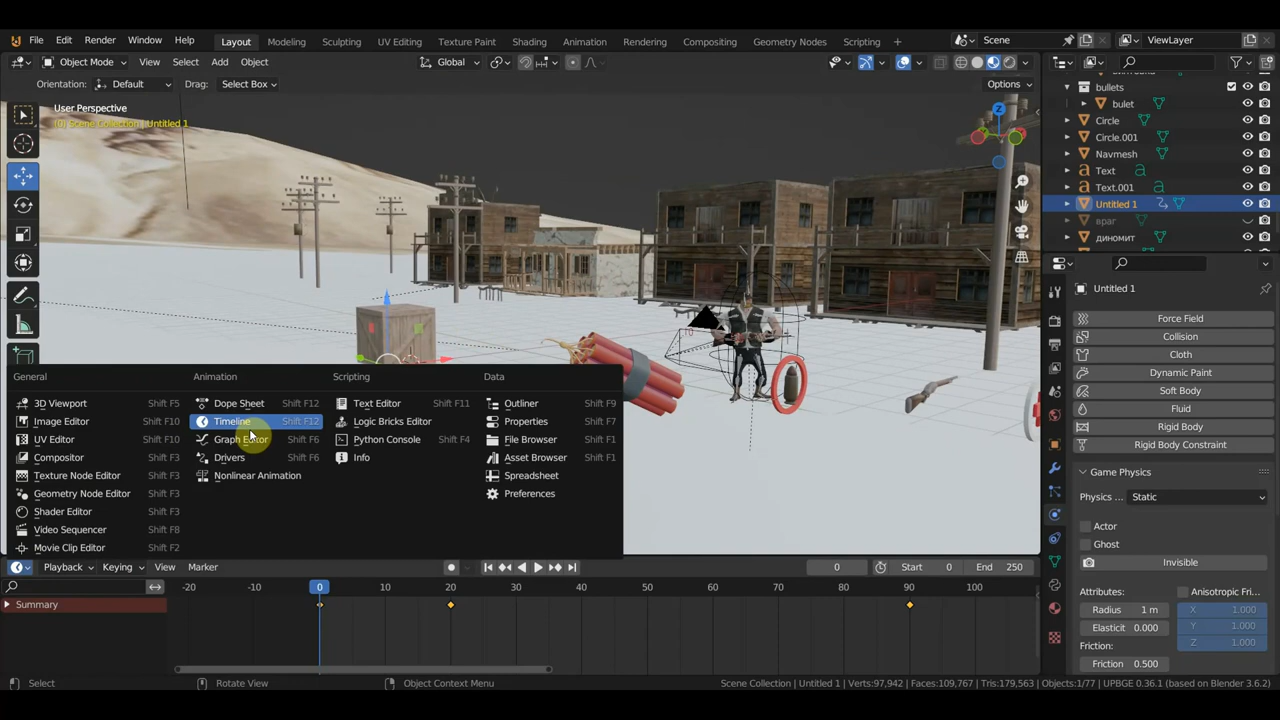 File Edit Render Window Help Layout Modeling Sculpting UV Editing Texture Paint Shading Animation Rendering Compositing Geometry Nodes Scripting + Scene ViewLayer
Object Mode View Select Add Object Global
Orientation: Default Drag: Select Box Options
User Perspective
(0) Scene Collection | Untitled 1
Z
bullets
bulet
Circle
Circle.001
Navmesh
Text
Text.001
Untitled 1
враг
диномит
General Animation Scripting Data
3D Viewport Shift F5 Dope Sheet Shift F12 Text Editor Shift F11 Outliner Shift F9
Image Editor Shift F10 Timeline Shift F12 Logic Bricks Editor Properties Shift F7
UV Editor Shift F10 Graph Editor Shift F6 Python Console Shift F4 File Browser Shift F1
Compositor Shift F3 Drivers Shift F6 Info Asset Browser Shift F1
Texture Node Editor Shift F3 Nonlinear Animation Spreadsheet
Geometry Node Editor Shift F3 Preferences
Shader Editor Shift F3
Video Sequencer Shift F8
Movie Clip Editor Shift F2
Untitled 1
Force Field
Collision
Cloth
Dynamic Paint
Soft Body
Fluid
Rigid Body
Rigid Body Constraint
Game Physics
Physics ... Static
Actor
Ghost
Invisible
Attributes: Anisotropic Fri...
Radius 1 m X 1.000
Elasticit 0.000 Y 1.000
Friction: Z 1.000
Friction 0.500
Playback Keying View Marker 0 Start 0 End 250
-20 -10 0 10 20 30 40 50 60 70 80 90 100
Summary
Select Rotate View Object Context Menu Scene Collection | Untitled 1 | Verts:97,942 | Faces:109,767 | Tris:179,563 | Objects:1/77 | UPBGE 0.36.1 (based on Blender 3.6.2)